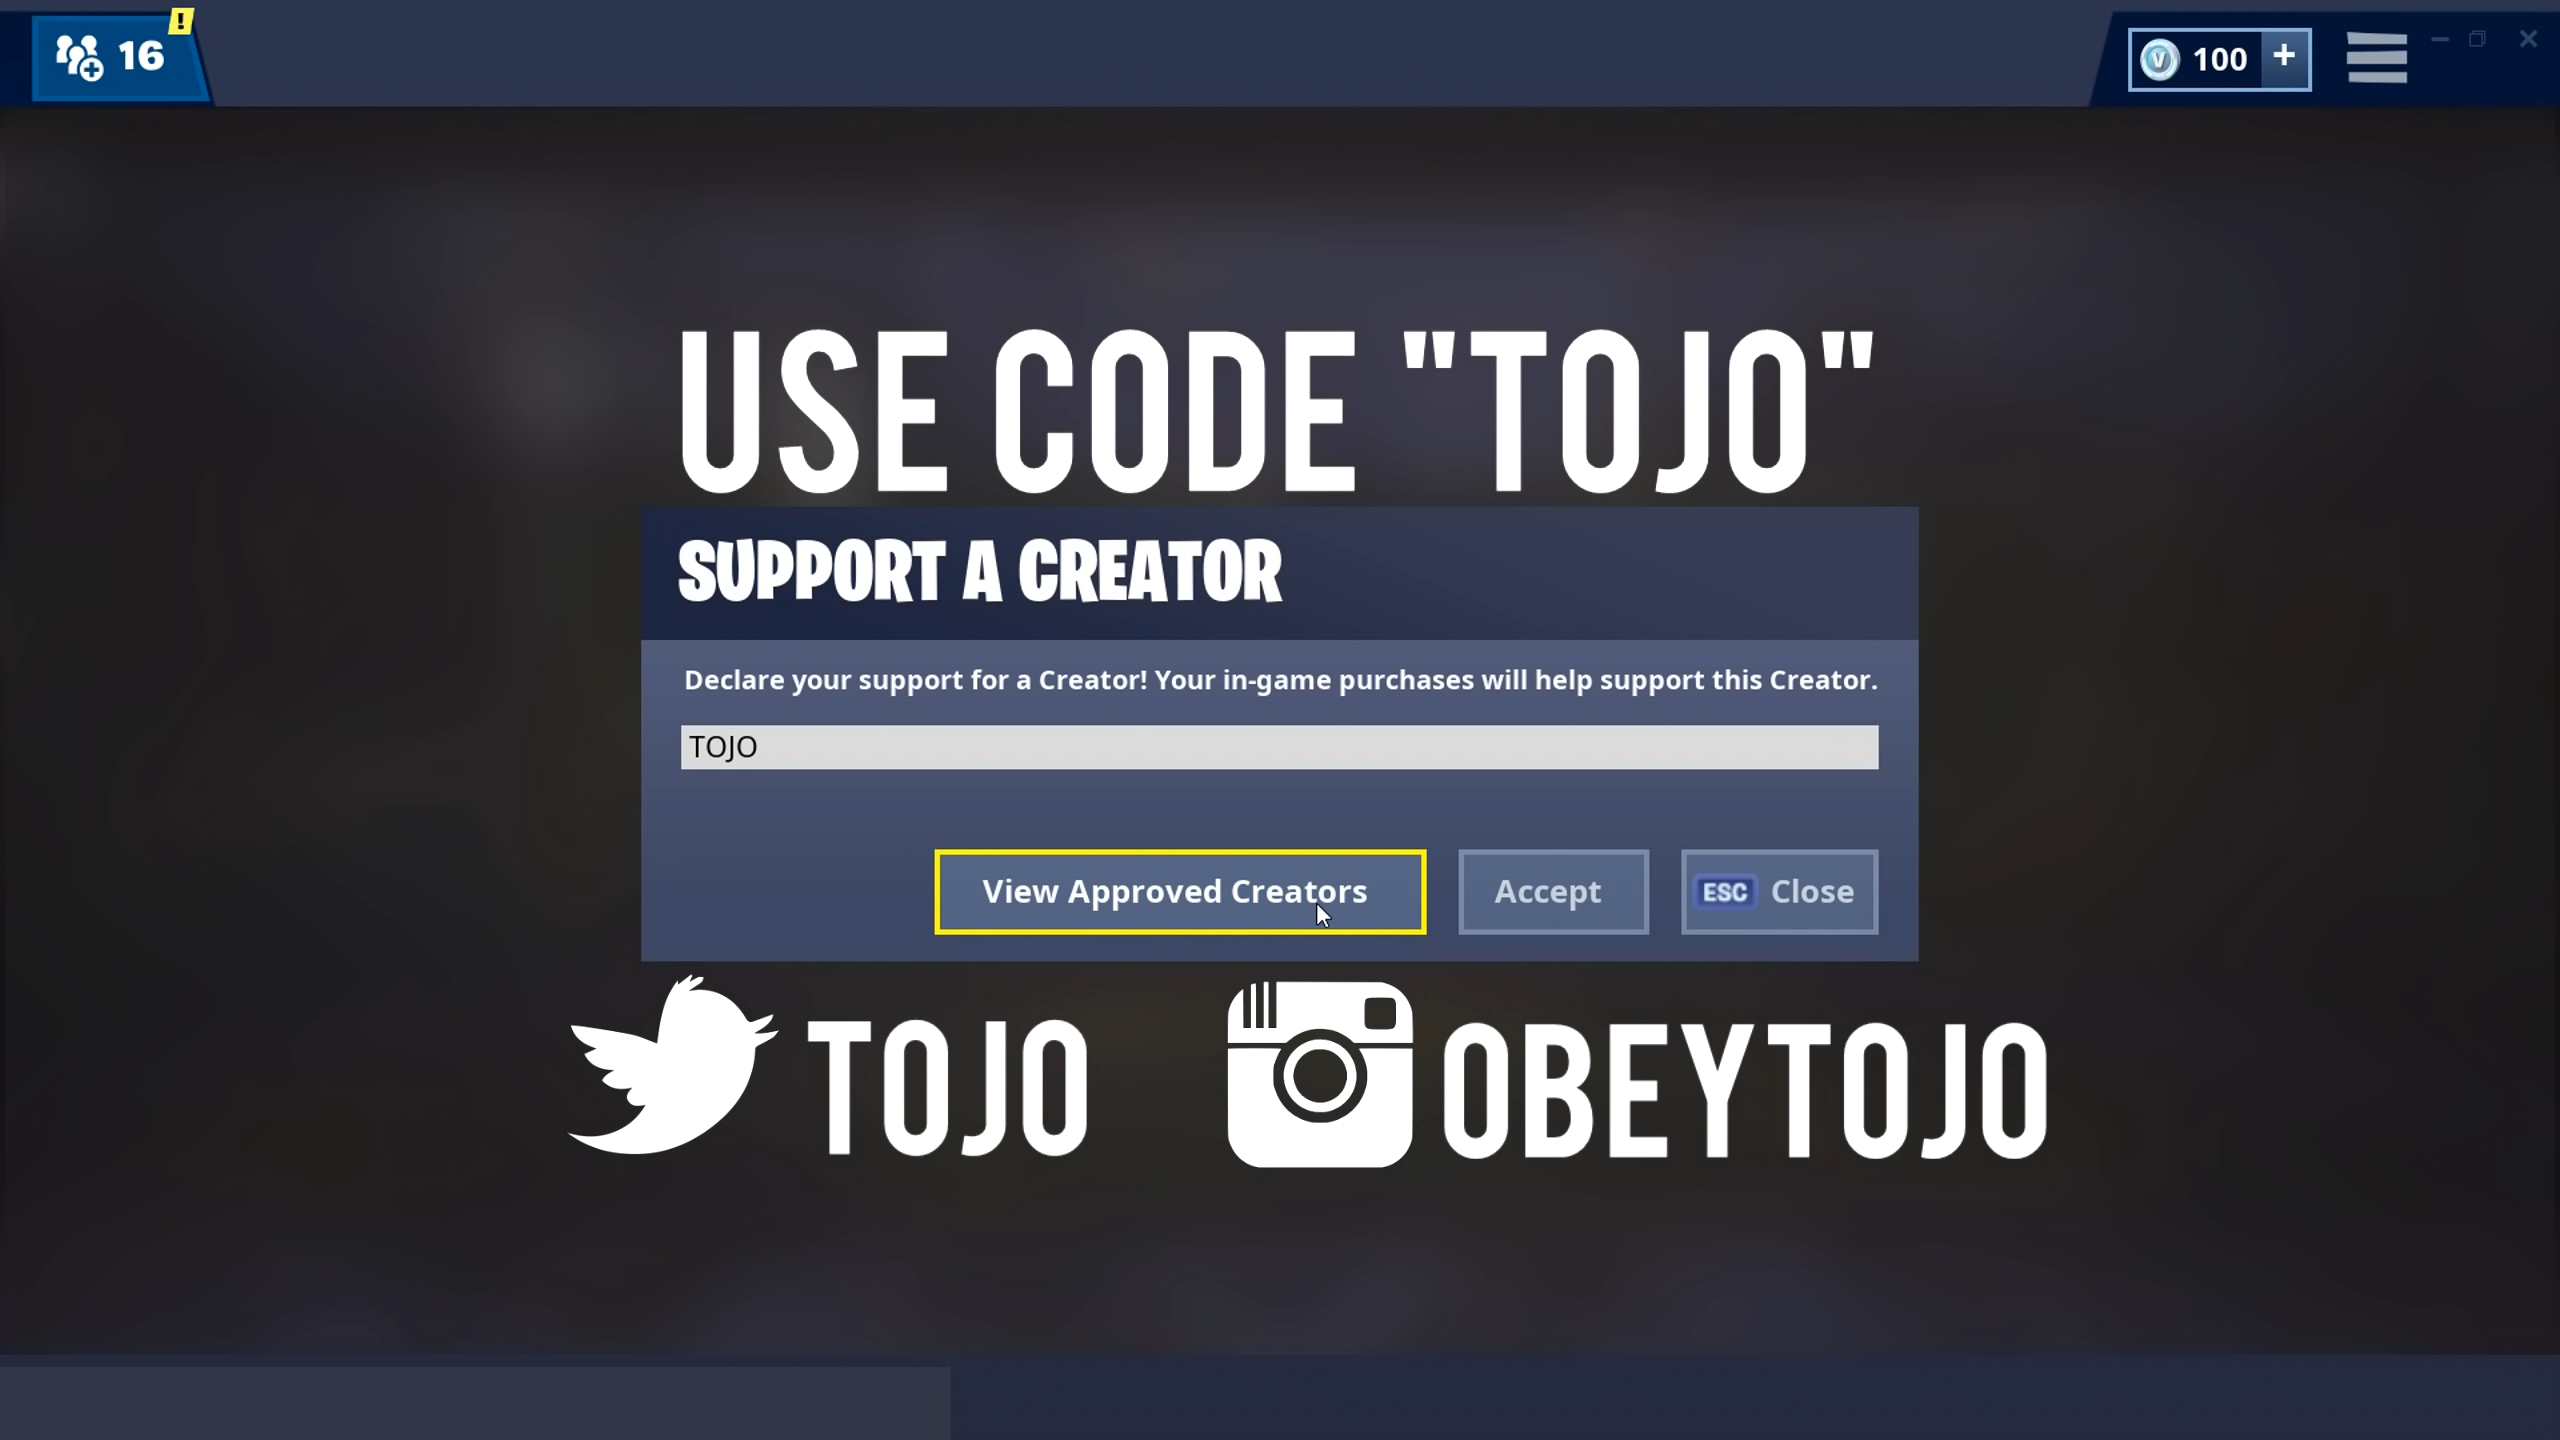 !
16
V 100 +
USE CODE "TOJO"
SUPPORT A CREATOR
Declare your support for a Creator! Your in-game purchases will help support this Creator.
TOJO
View Approved Creators Accept ESC Close
TOJO OBEYTOJO